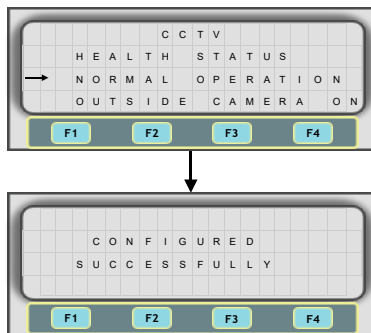 CCTV
HEALTH STATUS
NORMAL OPERATION
OUTSIDE CAMERA ON
F1 F2 F3 F4
CONFIGURED
SUCCESSFULLY
F1 F2 F3 F4